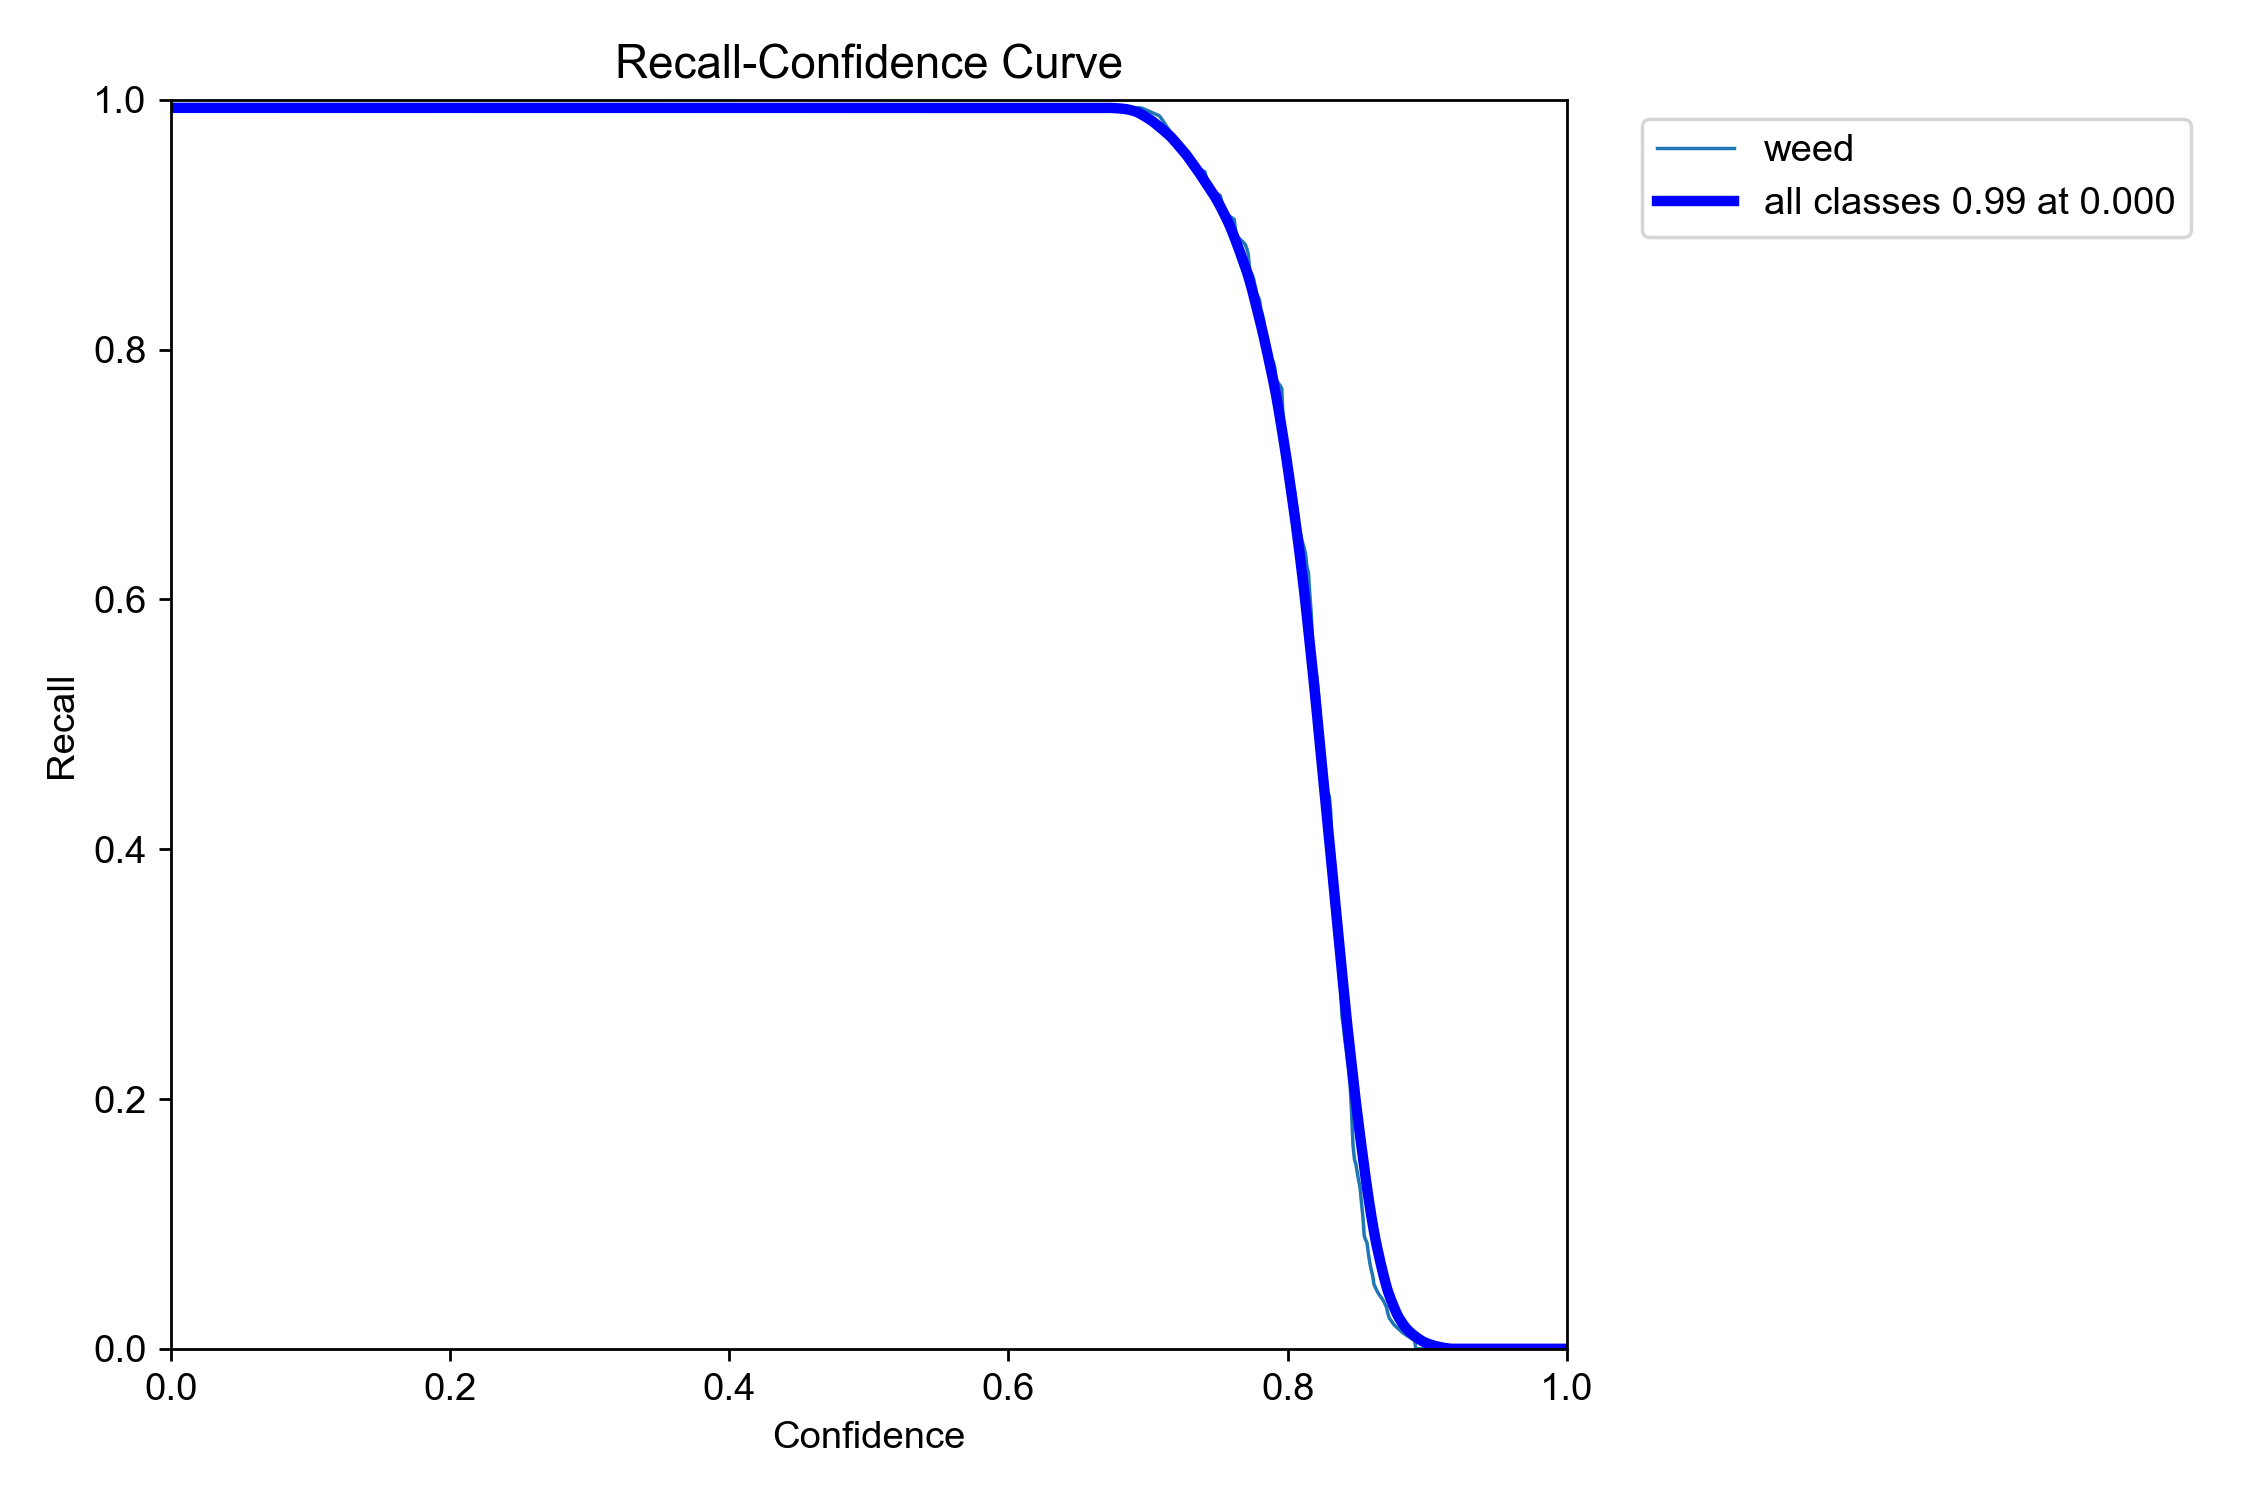 Recall-Confidence Curve
weed
all classes 0.99 at 0.000
1.0
0.8
0.6
0.4
0.2
0.0
Recall
0.0 0.2 0.4 0.6 0.8 1.0
Confidence